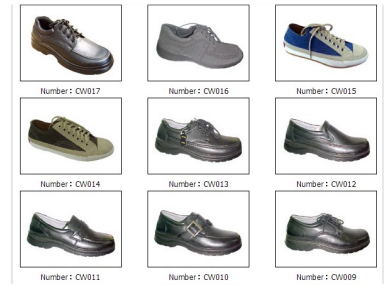 Number：CW017
Number：CW016
Number：CW015
Number：CW014
Number：CW013
Number：CW012
Number：CW011
Number：CW010
Number：CW009